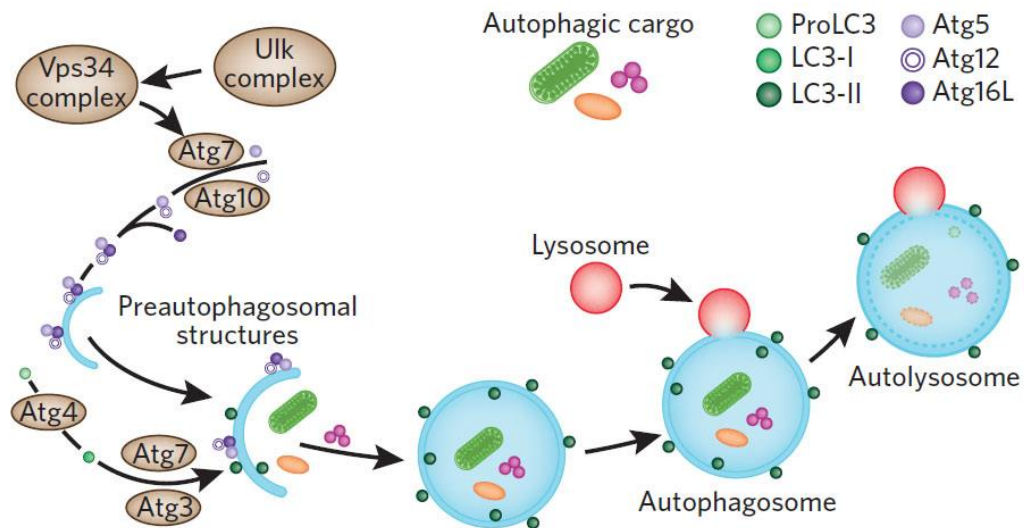 Autophagic cargo
ProLC3
LC3-I
LC3-II
Atg5
Atg12
Atg16L
Ulk
complex
Vps34
complex
Atg7
Atg10
Lysosome
Preautophagosomal
structures
Autolysosome
Atg4
Atg7
Atg3
Autophagosome